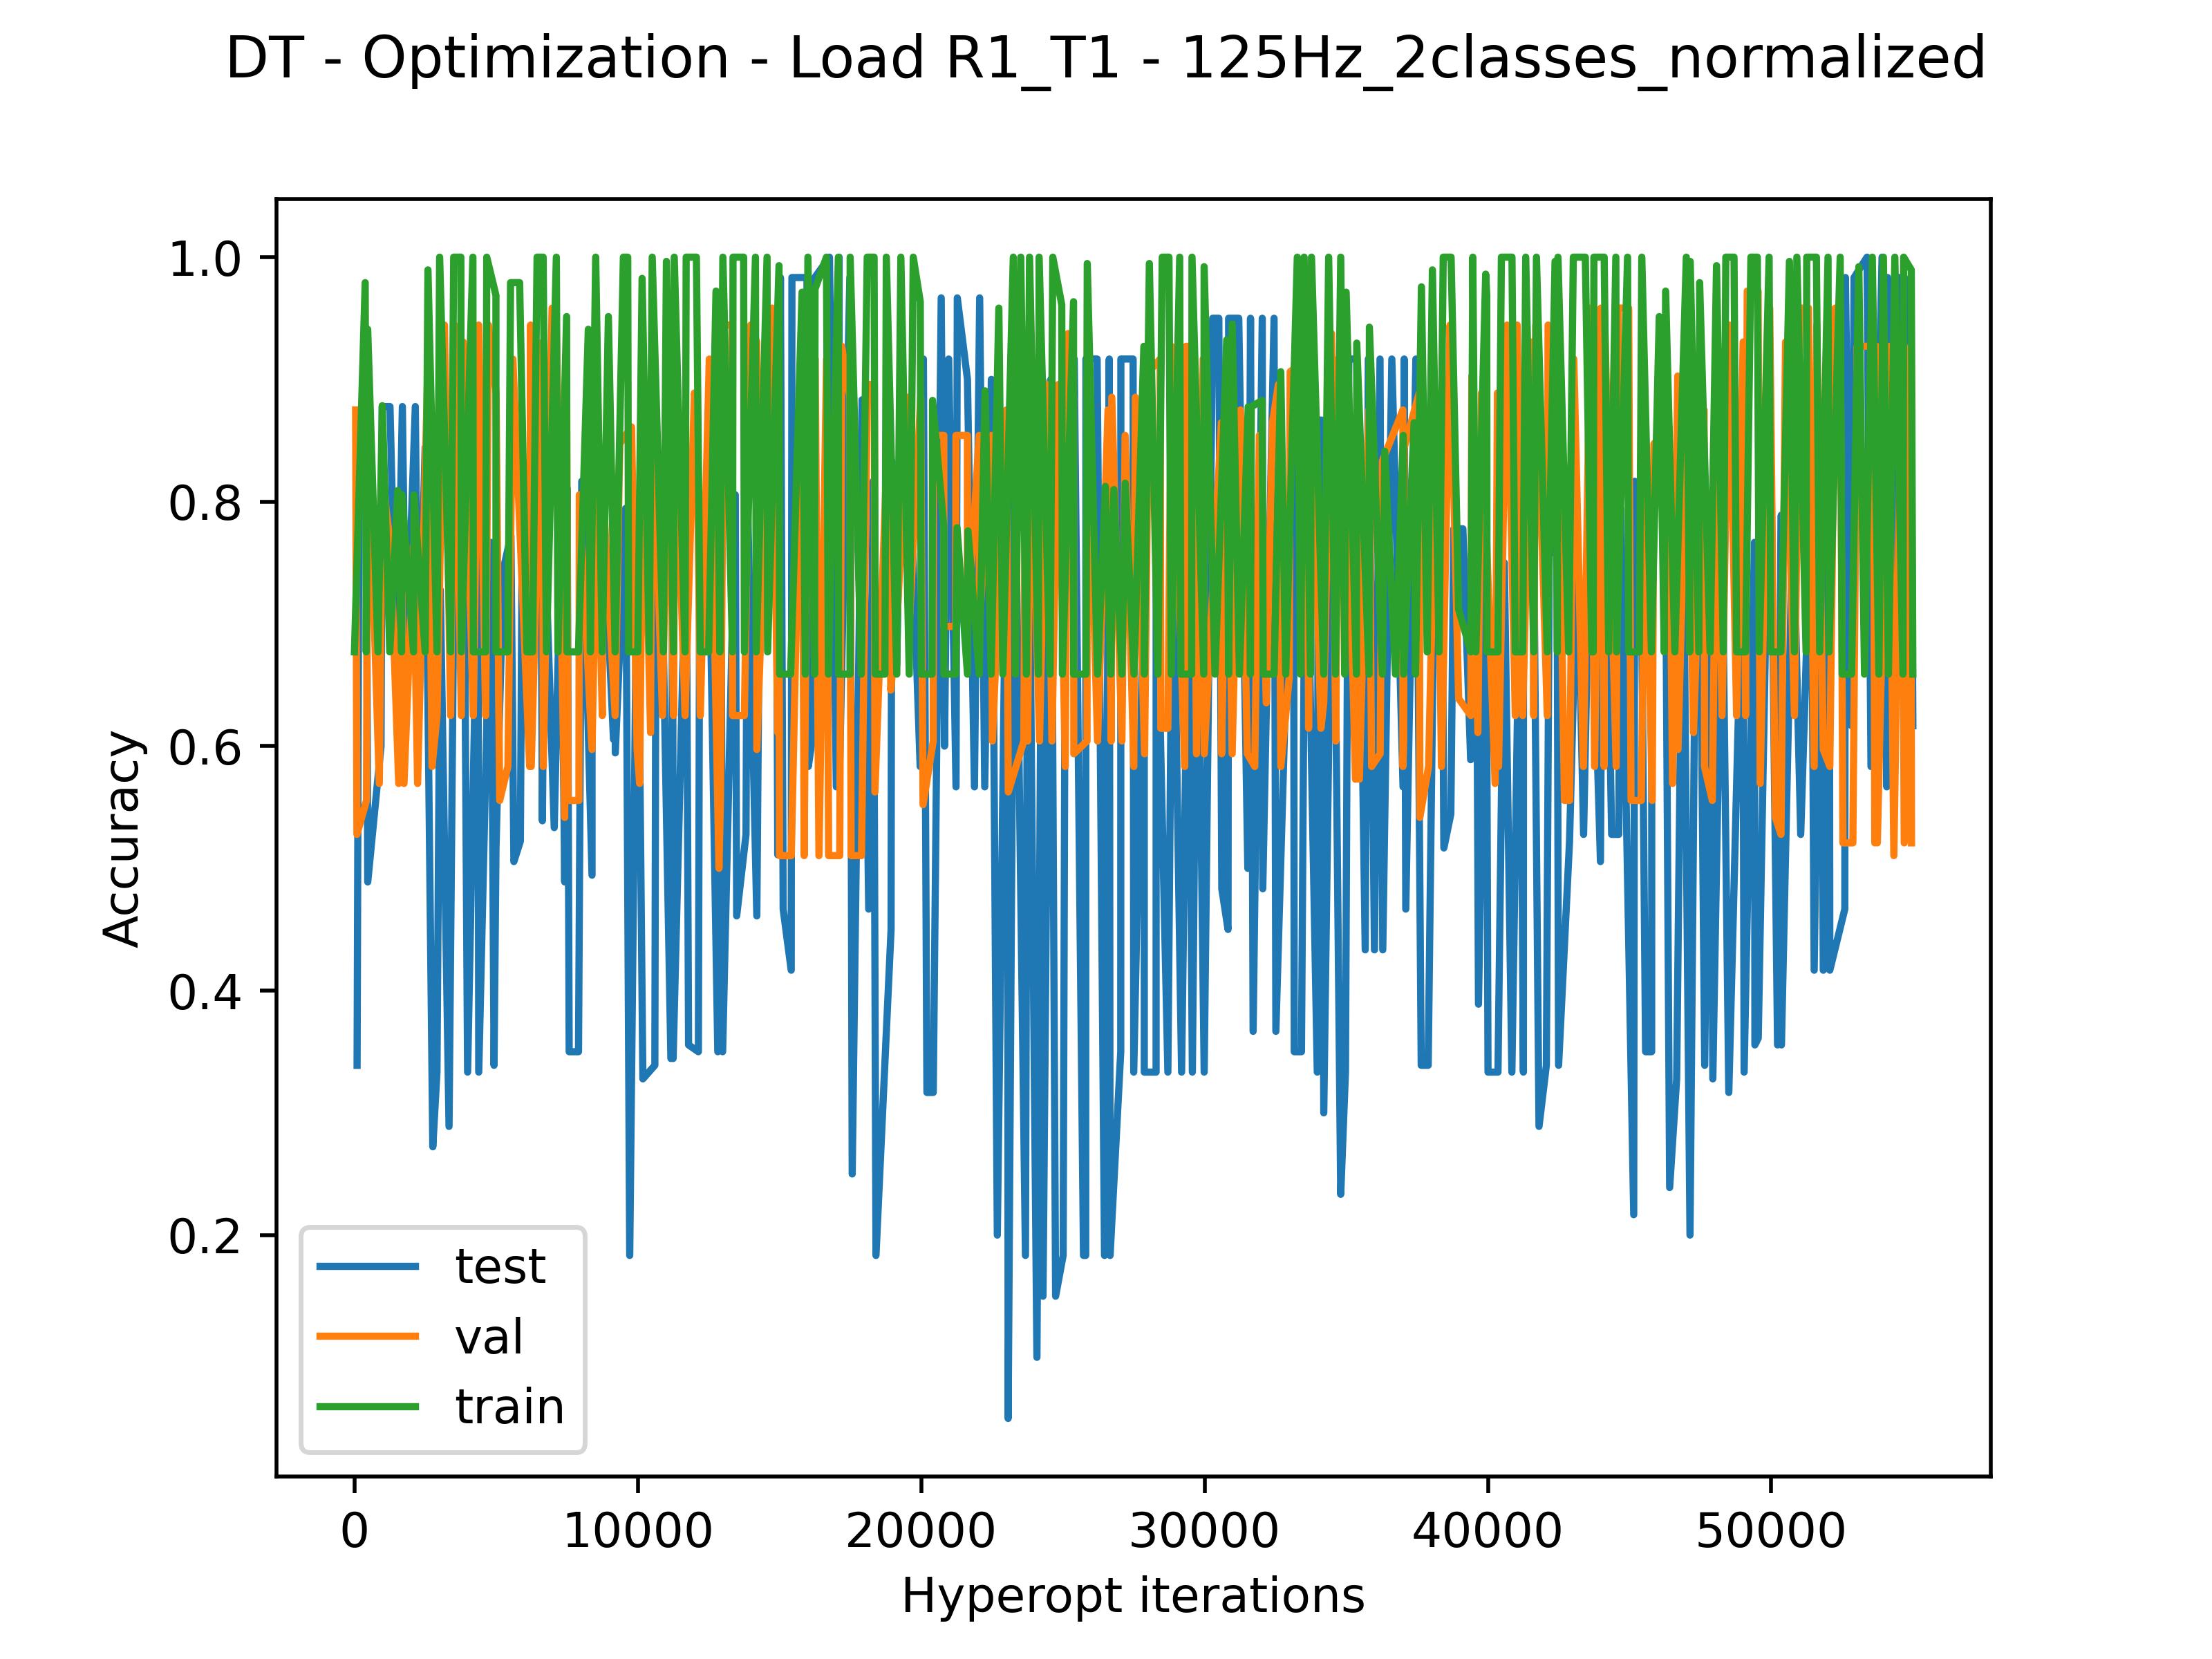 DT - Optimization - Load R1_T1 - 125Hz_2classes_normalized
1.0
0.8
0.6
0.4
0.2
Accuracy
test
val
train
0 10000 20000 30000 40000 50000
Hyperopt iterations